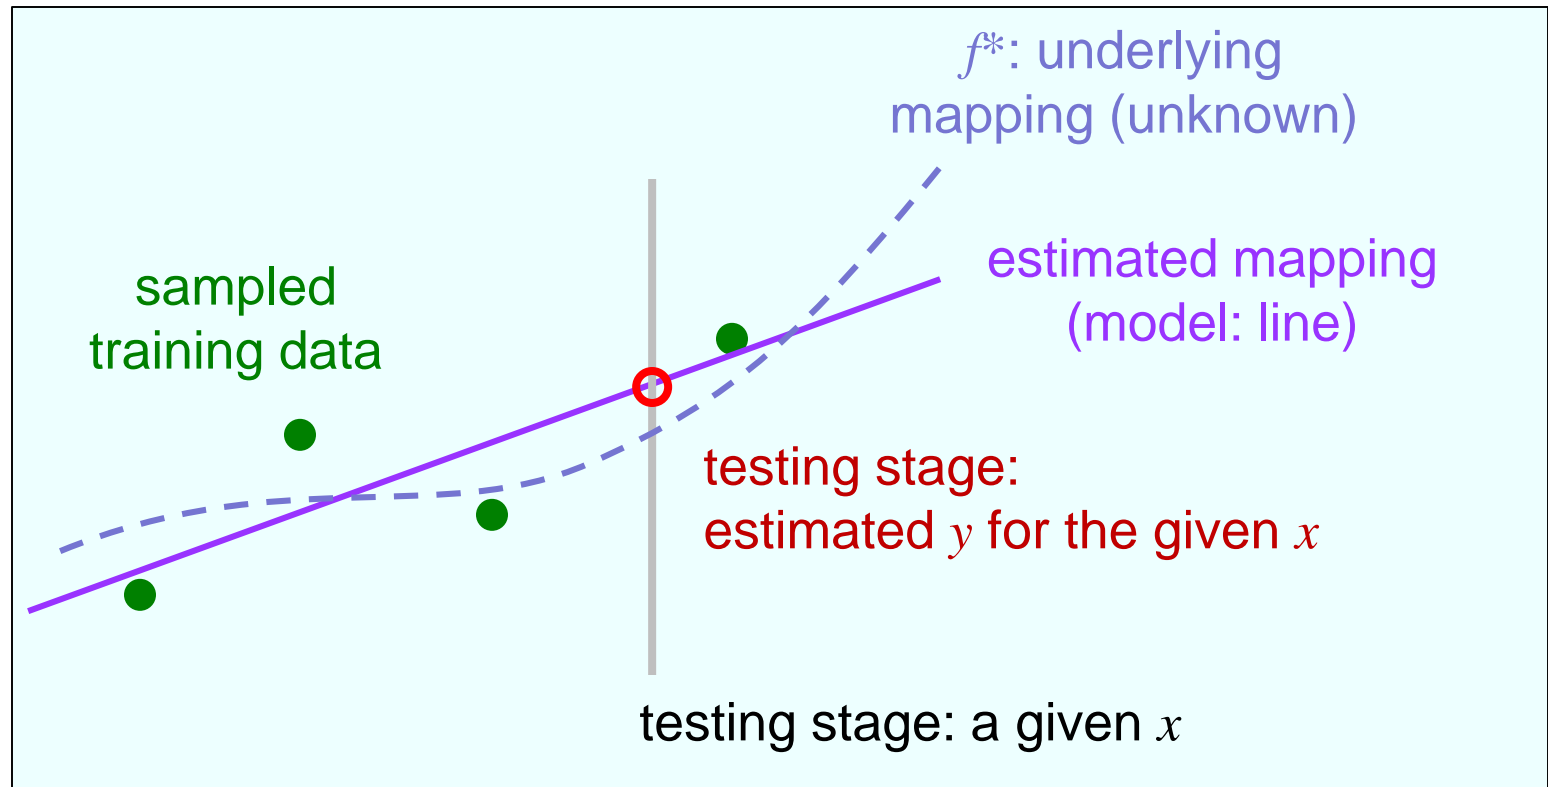 f*: underlying
mapping (unknown)
estimated mapping
(model: line)
sampled
training data
testing stage:
estimated y for the given x
testing stage: a given x